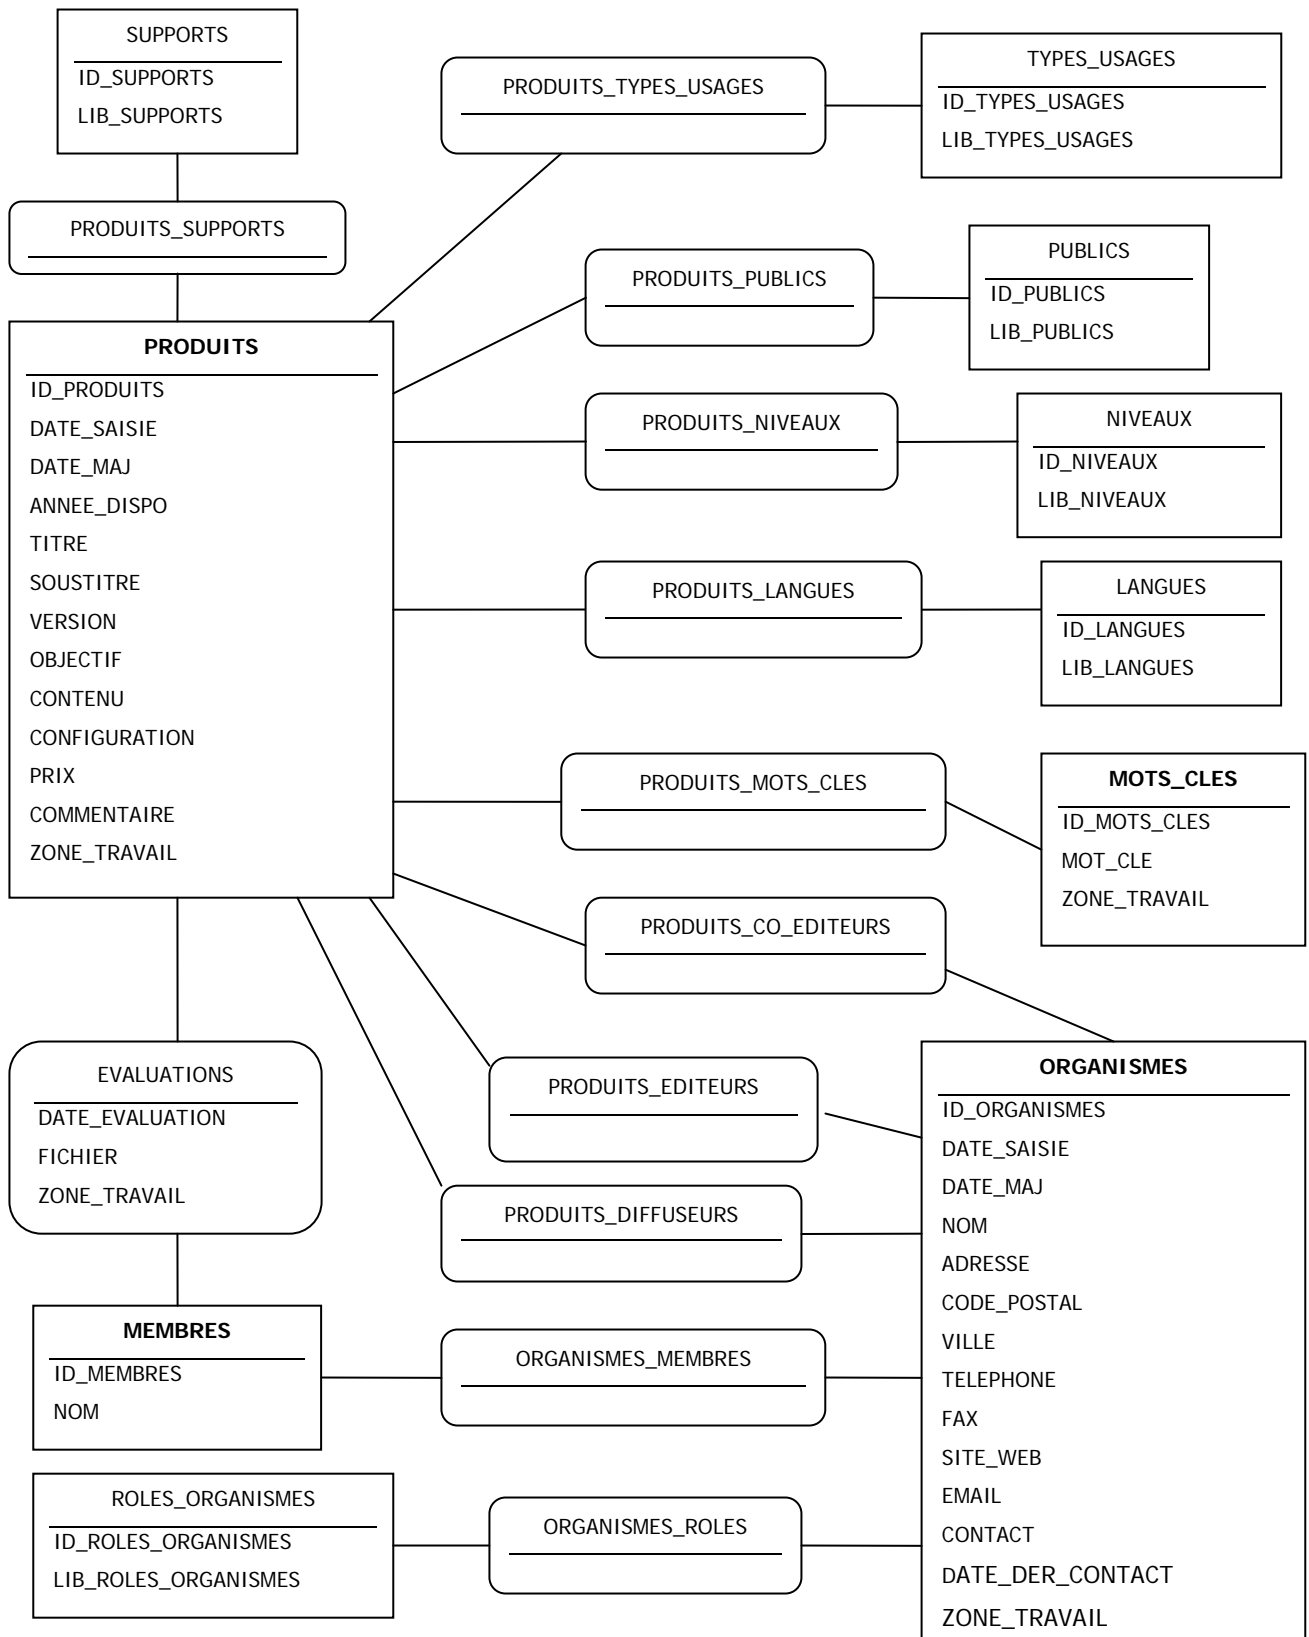 SUPPORTS
ID_SUPPORTS
LIB_SUPPORTS
PRODUITS_TYPES_USAGES
TYPES_USAGES
ID_TYPES_USAGES
LIB_TYPES_USAGES
PRODUITS_SUPPORTS
PRODUITS_PUBLICS
PUBLICS
ID_PUBLICS
LIB_PUBLICS
PRODUITS
ID_PRODUITS
DATE_SAISIE
DATE_MAJ
ANNEE_DISPO
TITRE
SOUSTITRE
VERSION
OBJECTIF
CONTENU
CONFIGURATION
PRIX
COMMENTAIRE
ZONE_TRAVAIL
PRODUITS_NIVEAUX
NIVEAUX
ID_NIVEAUX
LIB_NIVEAUX
PRODUITS_LANGUES
LANGUES
ID_LANGUES
LIB_LANGUES
PRODUITS_MOTS_CLES
MOTS_CLES
ID_MOTS_CLES
MOT_CLE
ZONE_TRAVAIL
PRODUITS_CO_EDITEURS
EVALUATIONS
DATE_EVALUATION
FICHIER
ZONE_TRAVAIL
PRODUITS_EDITEURS
PRODUITS_DIFFUSEURS
ORGANISMES
ID_ORGANISMES
DATE_SAISIE
DATE_MAJ
NOM
ADRESSE
CODE_POSTAL
VILLE
TELEPHONE
FAX
SITE_WEB
EMAIL
CONTACT
DATE_DER_CONTACT
ZONE_TRAVAIL
MEMBRES
ID_MEMBRES
NOM
ORGANISMES_MEMBRES
ROLES_ORGANISMES
ID_ROLES_ORGANISMES
LIB_ROLES_ORGANISMES
ORGANISMES_ROLES